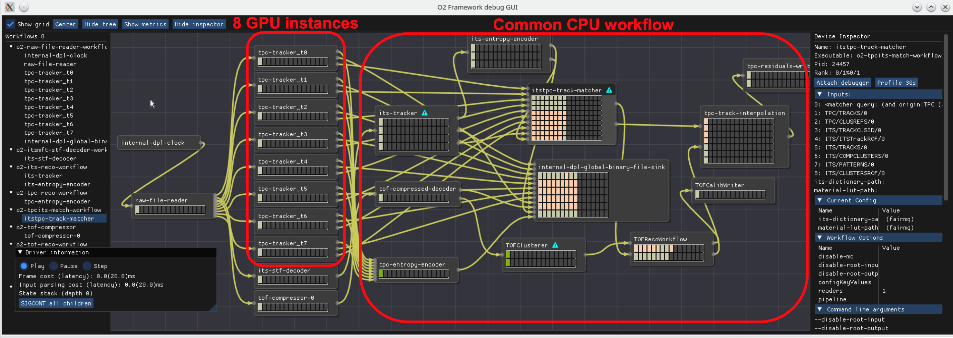 O2 Framework debug GUI
Show grid Center Hide tree Show metrics Hide inspector
8 GPU instances
Common CPU workflow
Workflows 8
o2-raw-file-reader-workflo
internal-dpl-clock
raw-file-reader
tpc-tracker_t0
tpc-tracker_t1
tpc-tracker_t2
tpc-tracker_t3
tpc-tracker_t4
tpc-tracker_t5
tpc-tracker_t6
tpc-tracker_t7
internal-dpl-global-bina
o2-itsmft-stf-decoder-work
its-stf-decoder
o2-its-reco-workflow
its-tracker
its-entropy-encoder
o2-tpc-reco-workflow
tpc-entropy-encoder
o2-tpcits-match-workflow
itstpc-track-matcher
o2-tof-compressor
tof-compressor-0
o2-tof-reco-workflow
Driver information
Play Pause Step
Frame cost (latency): 0.0(20.0)ms
Input parsing cost (latency): 0.0(20.0)ms
State stack (depth 0)
SIGCONT all children
internal-dpl-clock
raw-file-reader
tpc-tracker_t0
tpc-tracker_t1
tpc-tracker_t2
tpc-tracker_t3
tpc-tracker_t4
tpc-tracker_t5
tpc-tracker_t6
tpc-tracker_t7
its-stf-decoder
tof-compressor-0
its-entropy-encoder
its-tracker
tof-compressed-decoder
tpc-entropy-encoder
itstpc-track-matcher
internal-dpl-global-binary-file-sink
TOFClusterer
TOFRecoWorkflow
TOFCalibWriter
tpc-track-interpolation
tpc-residuals-wri
Device Inspector
Name: itstpc-track-matcher
Executable: o2-tpcits-match-workflow
Pid: 24457
Rank: 0/1%0/1
Attach debugger Profile 30s
Inputs:
0: <matcher query: (and origin:TPC (
1: TPC/TRACKS/0
2: TPC/CLUSREFS/0
3: ITS/TRACKCLSID/0
4: ITS/ITSTrackROF/0
5: ITS/TRACKS/0
6: ITS/COMPCLUSTERS/0
7: ITS/PATTERNS/0
8: ITS/CLUSTERSROF/0
its-dictionary-path:
material-lut-path:
Current Config
Name Value
its-dictionary-pa (fairmq)
material-lut-path (fairmq)
Workflow Options
Name Value
disable-mc
disable-root-inpu
disable-root-outp
configKeyValues
readers 1
pipeline
Command line arguments
--disable-root-input
--disable-root-output